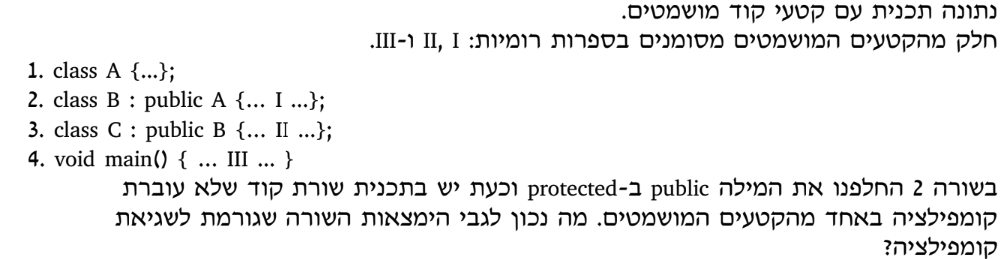 נתונה תכנית עם קטעי קוד מושמטים.
חלק מהקטעים המושמטים מסומנים בספרות רומיות: II, I ו-III.
1. class A {...};
2. class B : public A {... I ...};
3. class C : public B {... II ...};
4. void main() { ... III ... }
בשורה 2 החלפנו את המילה public ב-protected וכעת יש בתכנית שורת קוד שלא עוברת
קומפילציה באחד מהקטעים המושמטים. מה נכון לגבי הימצאות השורה שגורמת לשגיאת
קומפילציה?